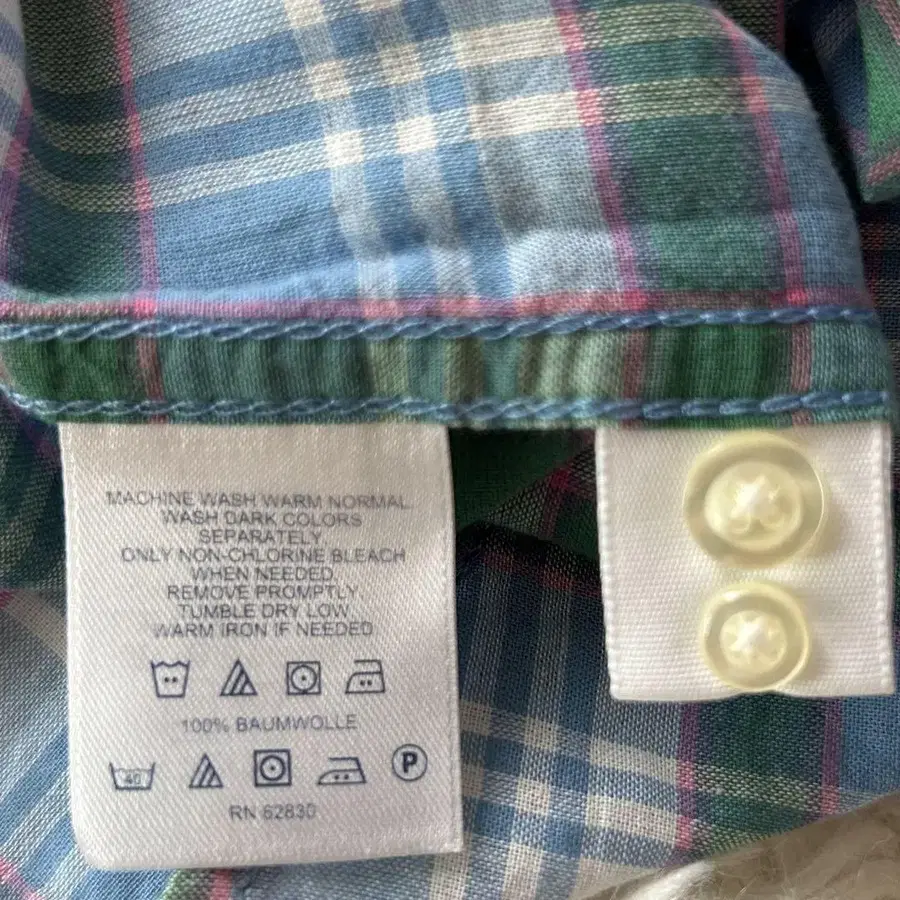 MACHINE WASH WARM NORMAL.
WASH DARK COLORS
SEPARATELY.
ONLY NON-CHLORINE BLEACH
WHEN NEEDED.
REMOVE PROMPTLY.
TUMBLE DRY LOW.
WARM IRON IF NEEDED.
100% BAUMWOLLE
40 P
RN 62830